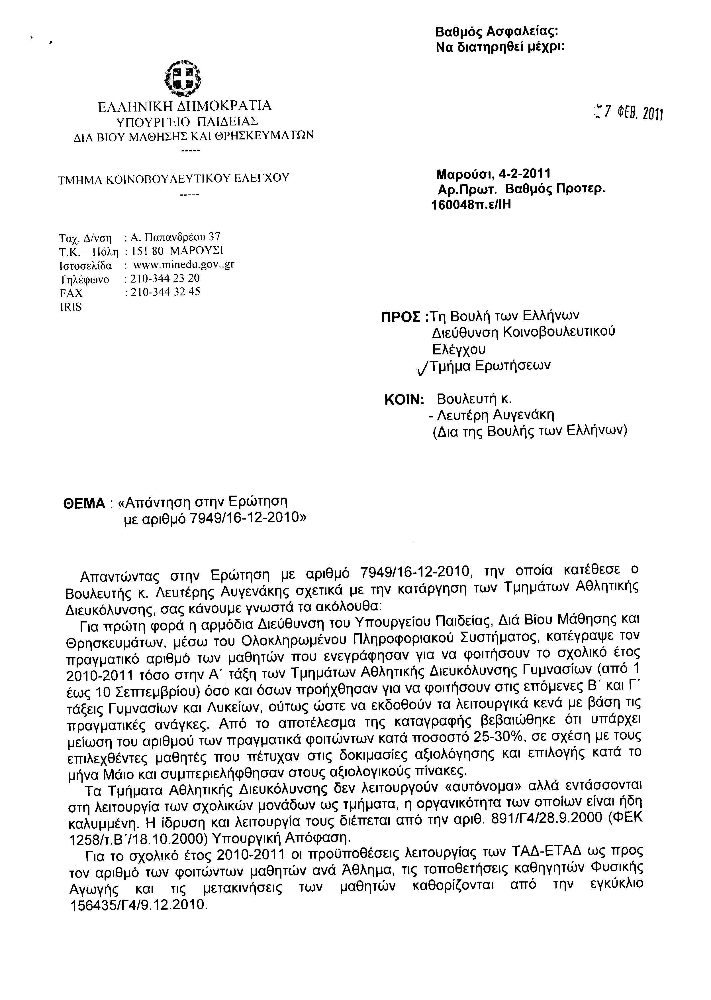 Βαθμός Ασφαλείας:
Να διατηρηθεί μέχρι:
ΕΛΛΗΝΙΚΗ ΔΗΜΟΚΡΑΤΙΑ
ΥΠΟΥΡΓΕΙΟ ΠΑΙΔΕΙΑΣ
ΔΙΑ ΒΙΟΥ ΜΑΘΗΣΗΣ ΚΑΙ ΘΡΗΣΚΕΥΜΑΤΩΝ
-----
7 ΦΕΒ. 2011
ΤΜΗΜΑ ΚΟΙΝΟΒΟΥΛΕΥΤΙΚΟΥ ΕΛΕΓΧΟΥ
-----
Μαρούσι, 4-2-2011
Αρ.Πρωτ. Βαθμός Προτερ.
160048π.ε/ΙΗ
Ταχ. Δ/νση : Α. Παπανδρέου 37
Τ.Κ. – Πόλη : 151 80 ΜΑΡΟΥΣΙ
Ιστοσελίδα : www.minedu.gov..gr
Τηλέφωνο : 210-344 23 20
FAX : 210-344 32 45
IRIS
ΠΡΟΣ :Τη Βουλή των Ελλήνων
Διεύθυνση Κοινοβουλευτικού
Ελέγχου
√Τμήμα Ερωτήσεων
ΚΟΙΝ: Βουλευτή κ.
- Λευτέρη Αυγενάκη
(Δια της Βουλής των Ελλήνων)
ΘΕΜΑ : «Απάντηση στην Ερώτηση
με αριθμό 7949/16-12-2010»
Απαντώντας στην Ερώτηση με αριθμό 7949/16-12-2010, την οποία κατέθεσε ο
Βουλευτής κ. Λευτέρης Αυγενάκης σχετικά με την κατάργηση των Τμημάτων Αθλητικής
Διευκόλυνσης, σας κάνουμε γνωστά τα ακόλουθα:
Για πρώτη φορά η αρμόδια Διεύθυνση του Υπουργείου Παιδείας, Διά Βίου Μάθησης και
Θρησκευμάτων, μέσω του Ολοκληρωμένου Πληροφοριακού Συστήματος, κατέγραψε τον
πραγματικό αριθμό των μαθητών που ενεγράφησαν για να φοιτήσουν το σχολικό έτος
2010-2011 τόσο στην Α΄ τάξη των Τμημάτων Αθλητικής Διευκόλυνσης Γυμνασίων (από 1
έως 10 Σεπτεμβρίου) όσο και όσων προήχθησαν για να φοιτήσουν στις επόμενες Β΄ και Γ΄
τάξεις Γυμνασίων και Λυκείων, ούτως ώστε να εκδοθούν τα λειτουργικά κενά με βάση τις
πραγματικές ανάγκες. Από το αποτέλεσμα της καταγραφής βεβαιώθηκε ότι υπάρχει
μείωση του αριθμού των πραγματικά φοιτώντων κατά ποσοστό 25-30%, σε σχέση με τους
επιλεχθέντες μαθητές που πέτυχαν στις δοκιμασίες αξιολόγησης και επιλογής κατά το
μήνα Μάιο και συμπεριελήφθησαν στους αξιολογικούς πίνακες.
Τα Τμήματα Αθλητικής Διευκόλυνσης δεν λειτουργούν «αυτόνομα» αλλά εντάσσονται
στη λειτουργία των σχολικών μονάδων ως τμήματα, η οργανικότητα των οποίων είναι ήδη
καλυμμένη. Η ίδρυση και λειτουργία τους διέπεται από την αριθ. 891/Γ4/28.9.2000 (ΦΕΚ
1258/τ.Β΄/18.10.2000) Υπουργική Απόφαση.
Για το σχολικό έτος 2010-2011 οι προϋποθέσεις λειτουργίας των ΤΑΔ-ΕΤΑΔ ως προς
τον αριθμό των φοιτώντων μαθητών ανά Άθλημα, τις τοποθετήσεις καθηγητών Φυσικής
Αγωγής και τις μετακινήσεις των μαθητών καθορίζονται από την εγκύκλιο
156435/Γ4/9.12.2010.